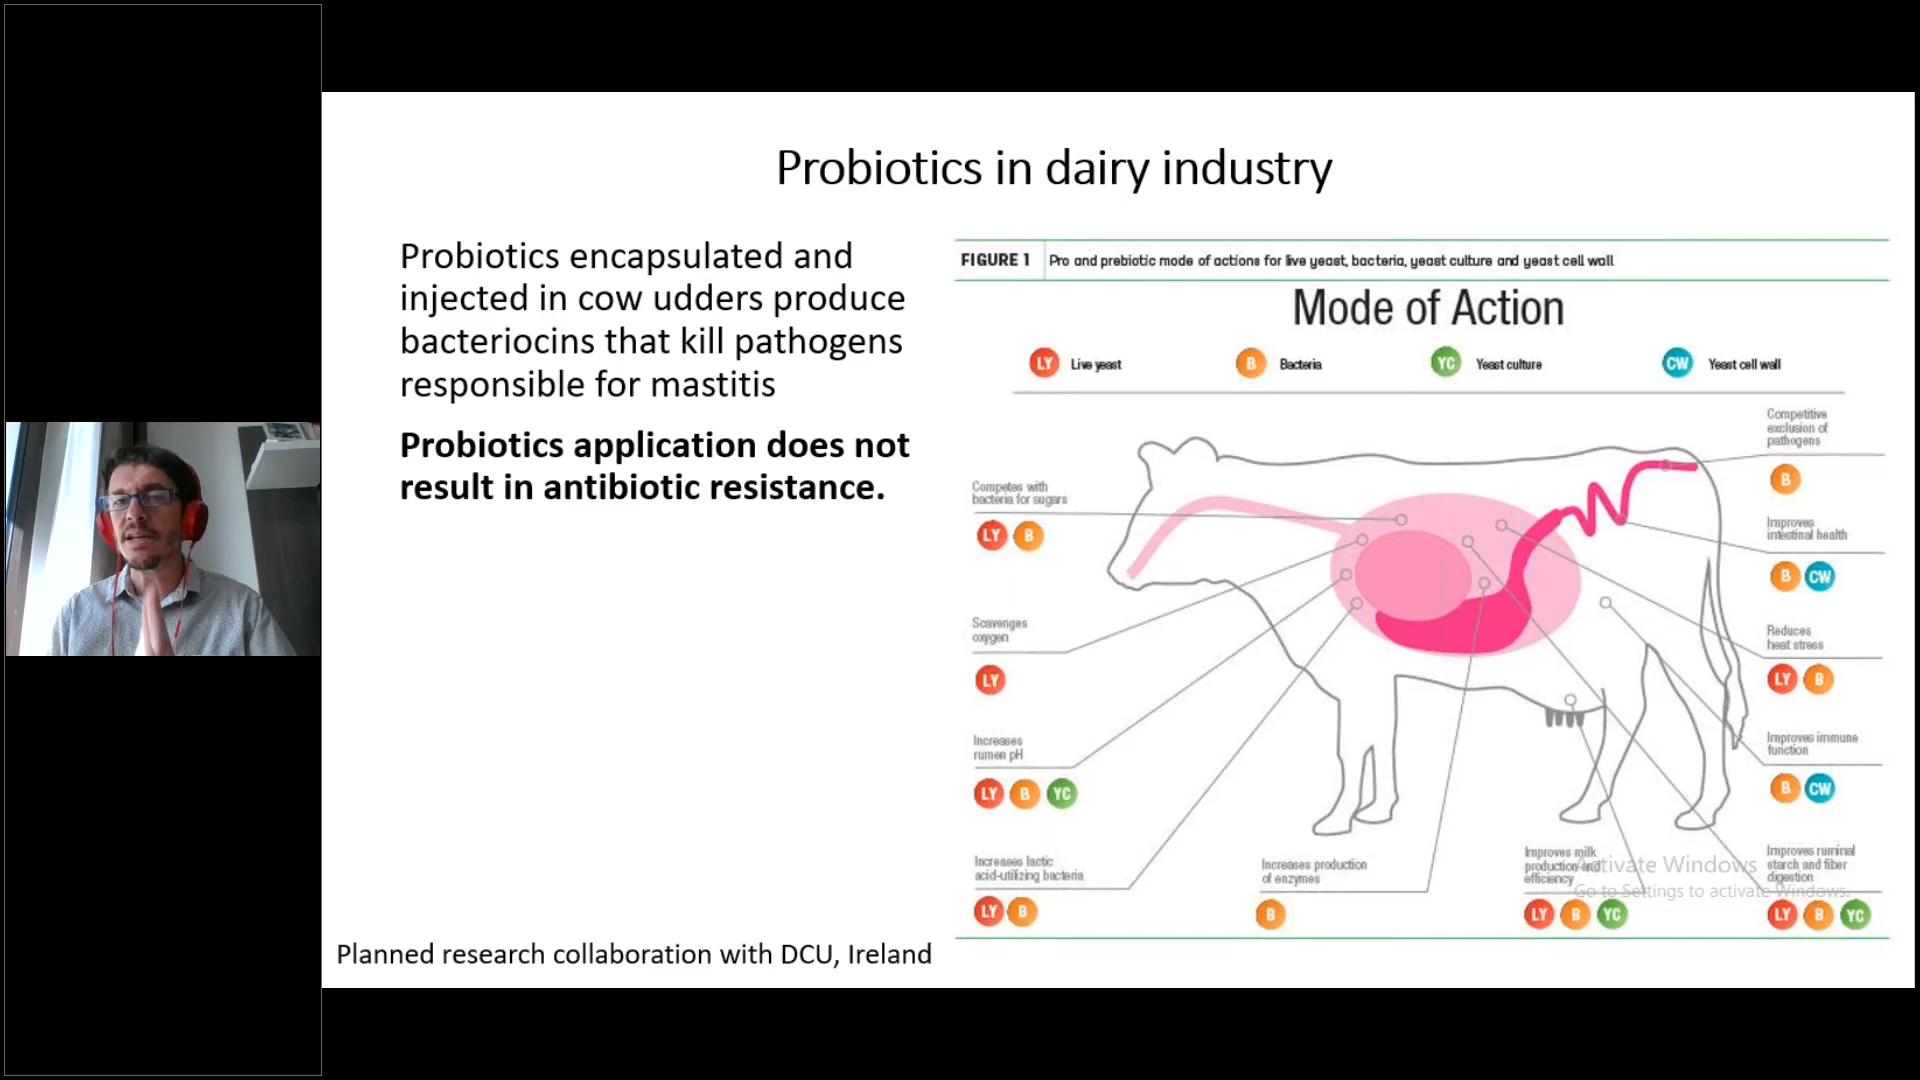 Probiotics in dairy industry
Probiotics encapsulated and
injected in cow udders produce
bacteriocins that kill pathogens
responsible for mastitis
Probiotics application does not
result in antibiotic resistance.
Planned research collaboration with DCU, Ireland
FIGURE 1 Pro and prebiotic mode of actions for live yeast, bacteria, yeast culture and yeast cell wall
Mode of Action
LY Live yeast
B Bacteria
YC Yeast culture
CW Yeast cell wall
Competes with
bacteria for sugars
LY B
Scavenges
oxygen
LY
Increases
rumen pH
LY B YC
Increases lactic
acid-utilizing bacteria
LY B
Increases production
of enzymes
B
Improves milk
production and
efficiency
LY B YC
Competitive
exclusion of
pathogens
B
Improves
intestinal health
B CW
Reduces
heat stress
LY B
Improves immune
function
B CW
Improves ruminal
starch and fiber
digestion
LY B YC
Activate Windows
Go to Settings to activate Windows.